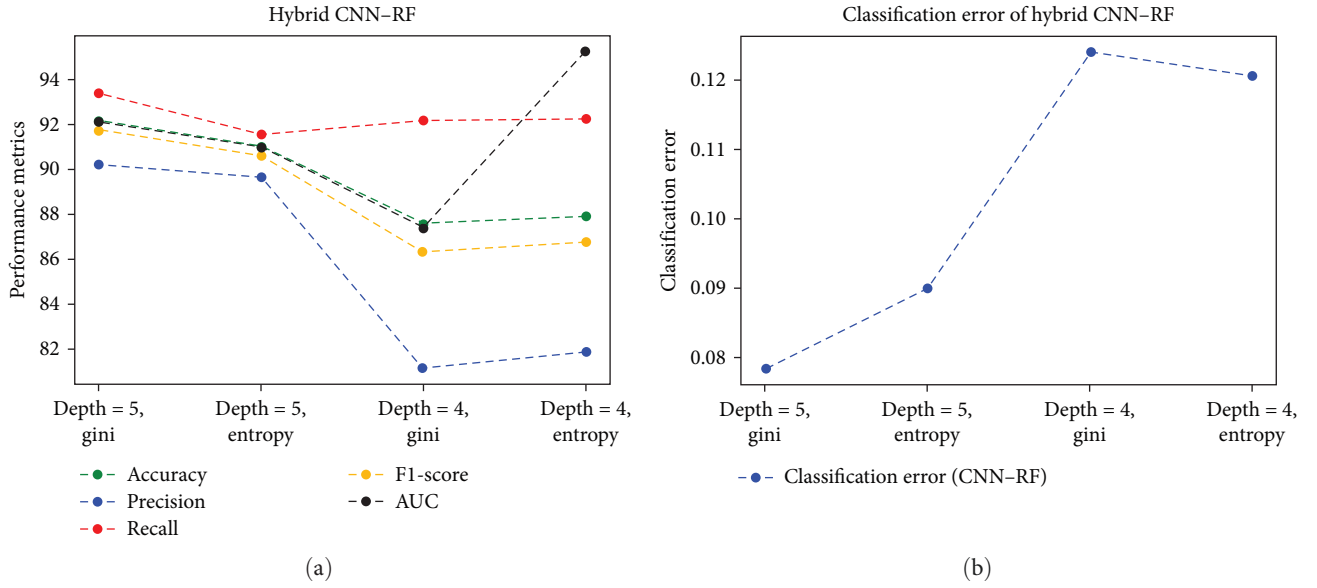 Hybrid CNN–RF
Performance metrics
94
92
90
88
86
84
82
Depth = 5,
gini
Depth = 5,
entropy
Depth = 4,
gini
Depth = 4,
entropy
Accuracy
Precision
Recall
F1-score
AUC
(a)
Classification error of hybrid CNN–RF
Classification error
0.12
0.11
0.10
0.09
0.08
Depth = 5,
gini
Depth = 5,
entropy
Depth = 4,
gini
Depth = 4,
entropy
Classification error (CNN–RF)
(b)